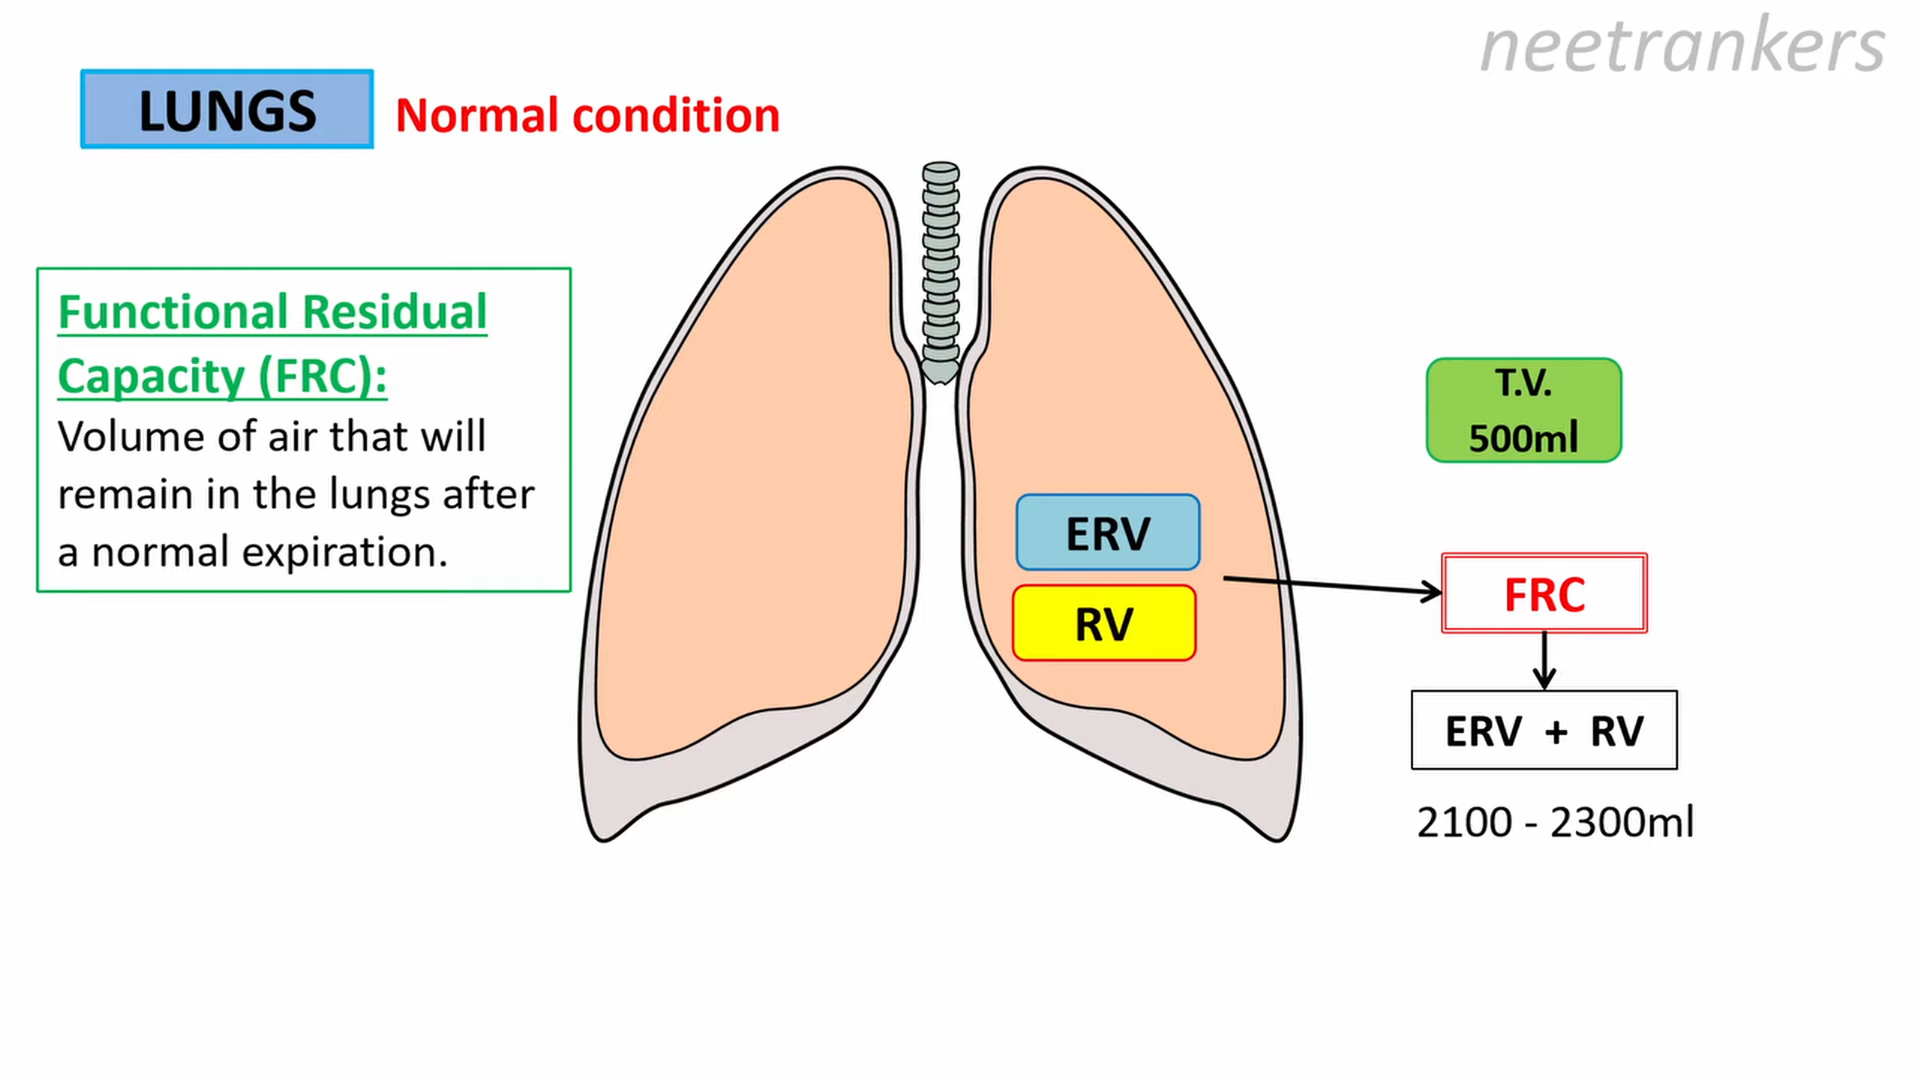 neetrankers
LUNGS
Normal condition
Functional Residual
Capacity (FRC):
Volume of air that will
remain in the lungs after
a normal expiration.
ERV
RV
T.V.
500ml
FRC
ERV + RV
2100 - 2300ml